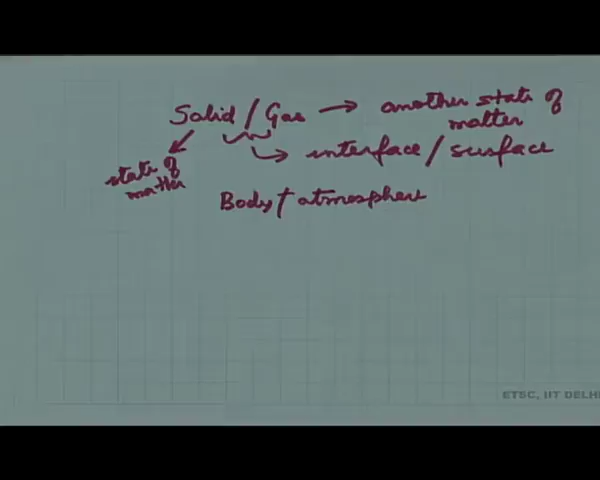 Solid / Gas → another state of matter
state of matter
→ interface / surface
Body / atmosphere
ETSC, IIT DELHI